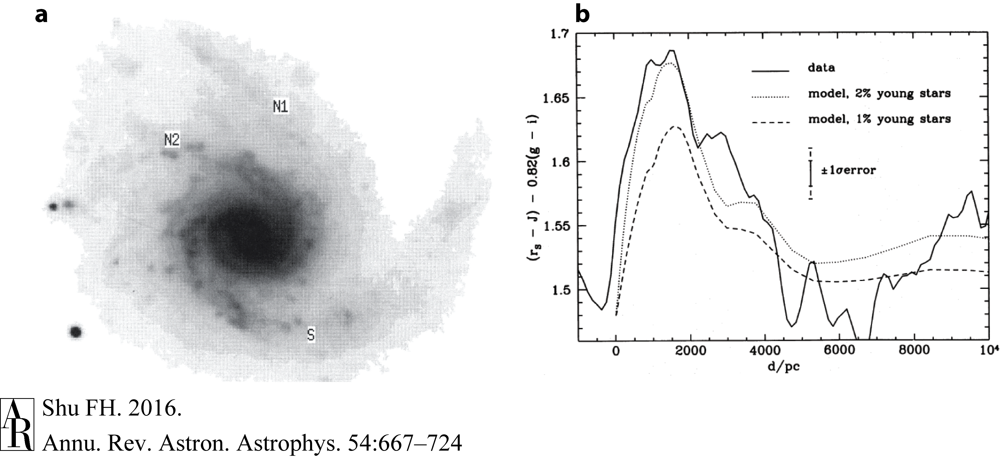 a
N1
N2
S
b
1.7
1.65
1.6
1.55
1.5
(rs − J) − 0.82(g − i)
data
model, 2% young stars
model, 1% young stars
±1σerror
0 2000 4000 6000 8000 10⁴
d/pc
AR
Shu FH. 2016.
Annu. Rev. Astron. Astrophys. 54:667–724